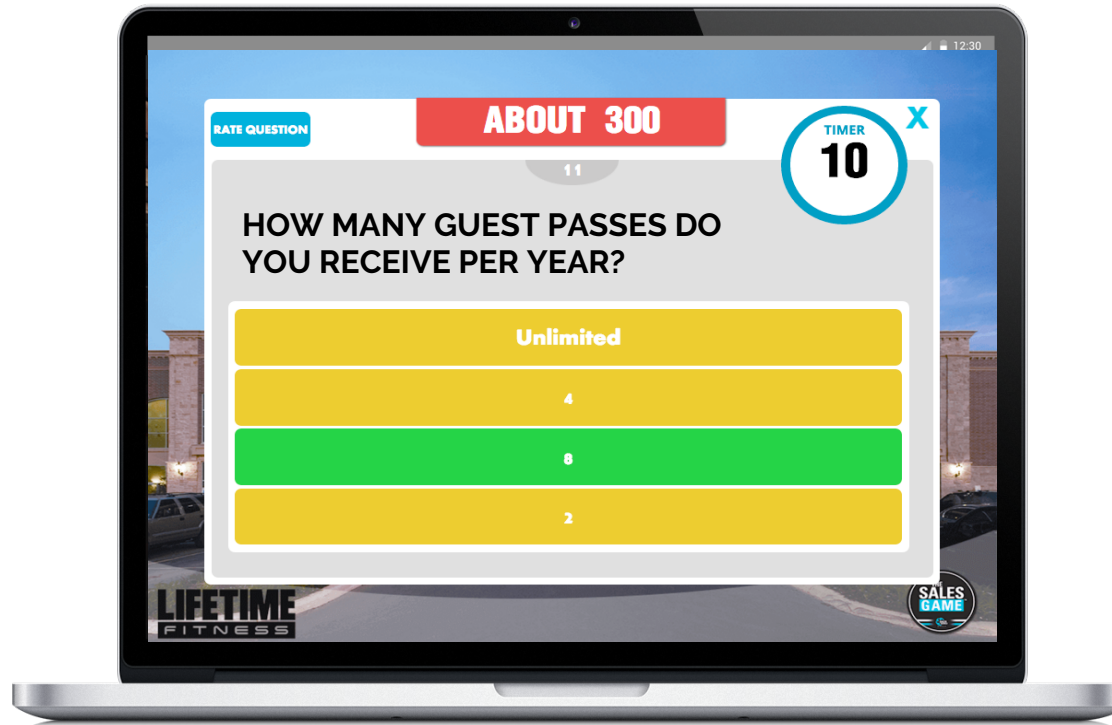 12:30
RATE QUESTION
ABOUT 300
TIMER
10
X
11
HOW MANY GUEST PASSES DO
YOU RECEIVE PER YEAR?
Unlimited
4
8
2
LIFETIME
FITNESS
SALES
GAME